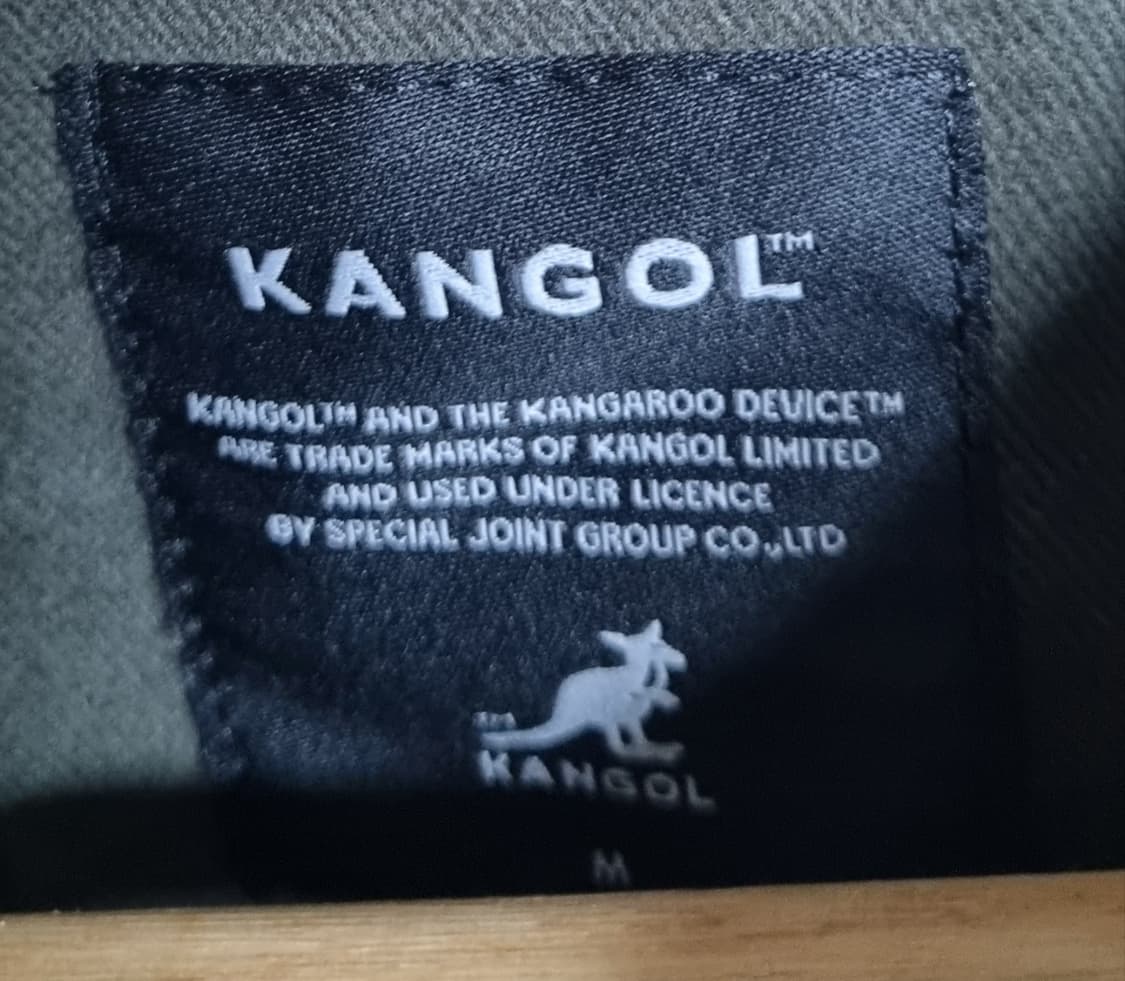 KANGOL™
KANGOL™ AND THE KANGAROO DEVICE™
ARE TRADE MARKS OF KANGOL LIMITED
AND USED UNDER LICENCE
BY SPECIAL JOINT GROUP CO.,LTD
TM
KANGOL
M